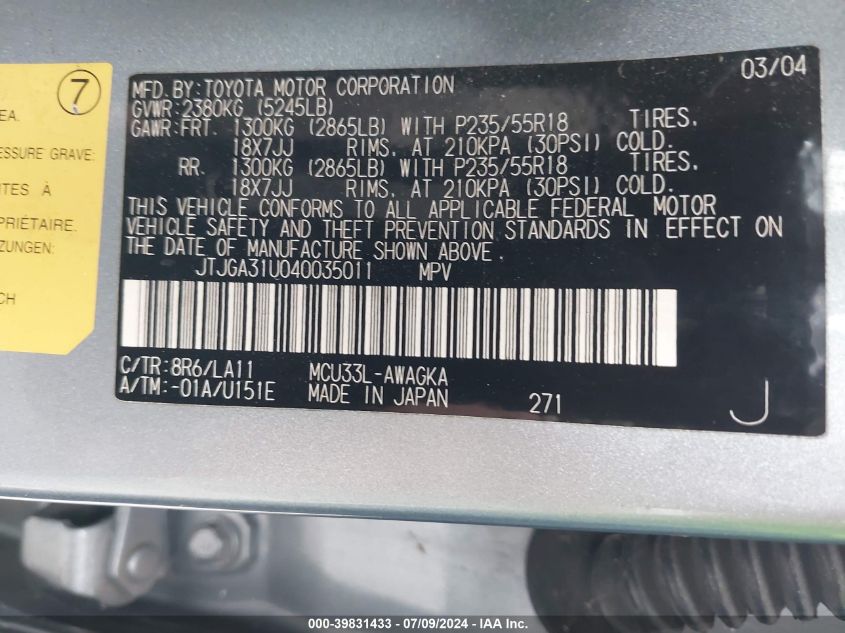 7
EA.
ESSURE GRAVE.
ITES À
OPRIÉTAIRE.
ZUNGEN:
CH
MFD.BY:TOYOTA MOTOR CORPORATION 03/04
GVWR:2380KG (5245LB)
GAWR:FRT. 1300KG (2865LB) WITH P235/55R18 TIRES,
18X7JJ RIMS, AT 210KPA (30PSI) COLD.
RR. 1300KG (2865LB) WITH P235/55R18 TIRES,
18X7JJ RIMS, AT 210KPA (30PSI) COLD.
THIS VEHICLE CONFORMS TO ALL APPLICABLE FEDERAL MOTOR
VEHICLE SAFETY AND THEFT PREVENTION STANDARDS IN EFFECT ON
THE DATE OF MANUFACTURE SHOWN ABOVE.
JTJGA31U040035011 MPV
C/TR:8R6/LA11 MCU33L-AWAGKA
A/TM:-01A/U151E MADE IN JAPAN 271 J
000-39831433 - 07/09/2024 - IAA Inc.